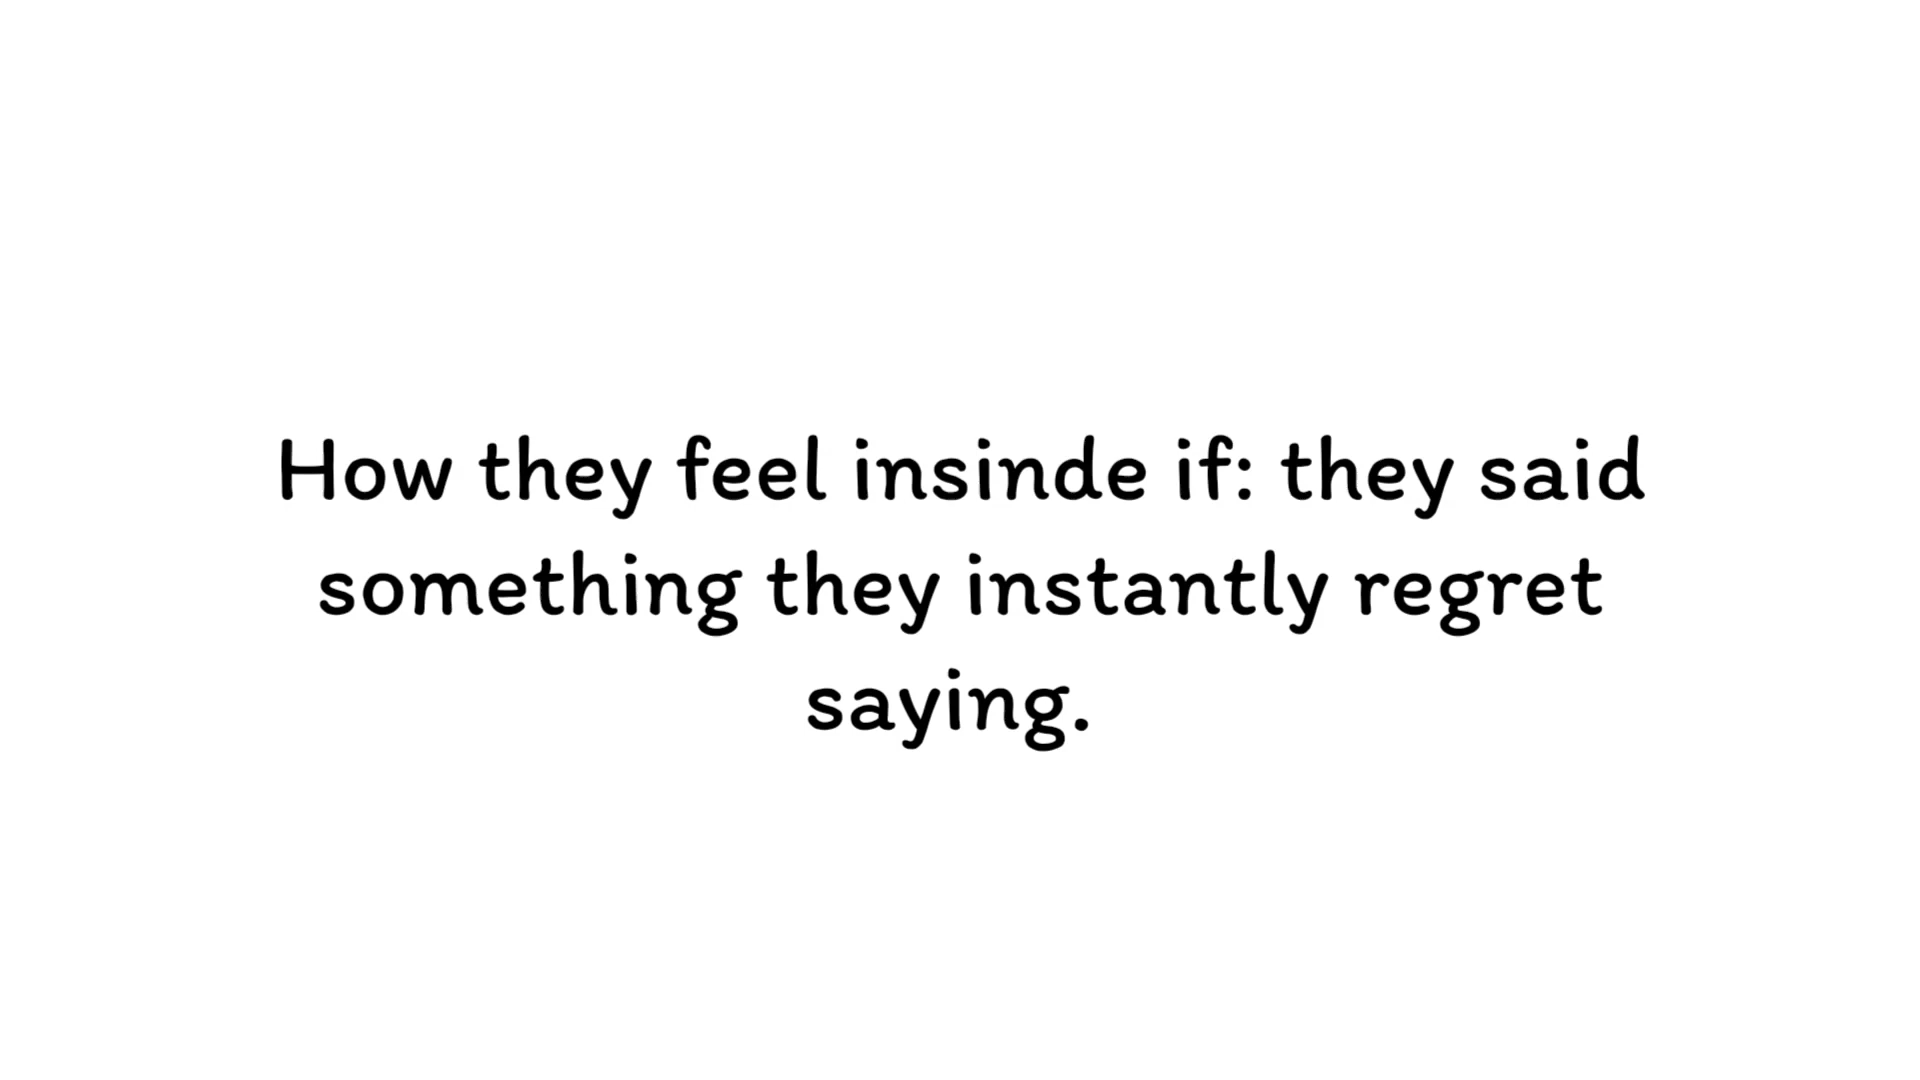 How they feel insinde if: they said
something they instantly regret
saying.